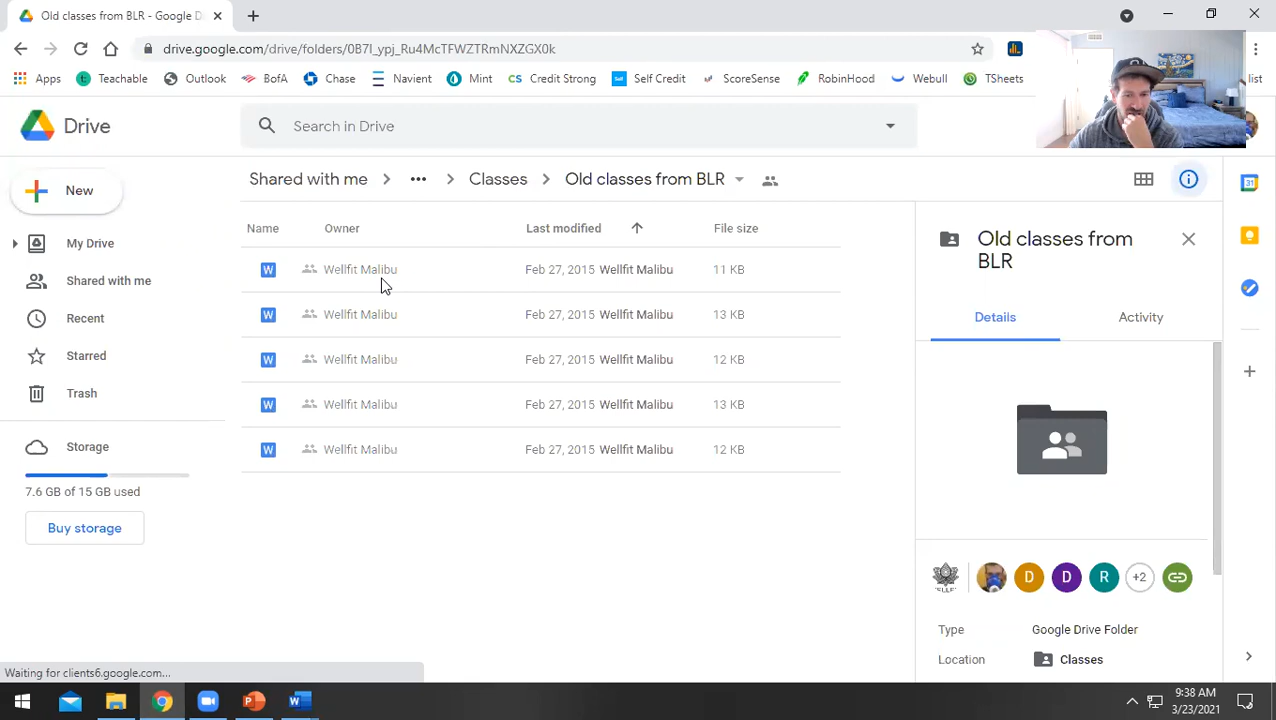 Old classes from BLR - Google D
drive.google.com/drive/folders/0B7I_ypj_Ru4McTFWZTRmNXZGX0k
Apps Teachable Outlook BofA Chase Navient Mint CS Credit Strong Self Credit ScoreSense RobinHood Webull TSheets list
Drive
Search in Drive
New
Shared with me ••• Classes Old classes from BLR
My Drive
Shared with me
Recent
Starred
Trash
Storage
7.6 GB of 15 GB used
Buy storage
Name Owner Last modified File size
W Wellfit Malibu Feb 27, 2015 Wellfit Malibu 11 KB
W Wellfit Malibu Feb 27, 2015 Wellfit Malibu 13 KB
W Wellfit Malibu Feb 27, 2015 Wellfit Malibu 12 KB
W Wellfit Malibu Feb 27, 2015 Wellfit Malibu 13 KB
W Wellfit Malibu Feb 27, 2015 Wellfit Malibu 12 KB
Old classes from
BLR
Details Activity
D D R +2
Type Google Drive Folder
Location Classes
31
Waiting for clients6.google.com...
9:38 AM
3/23/2021